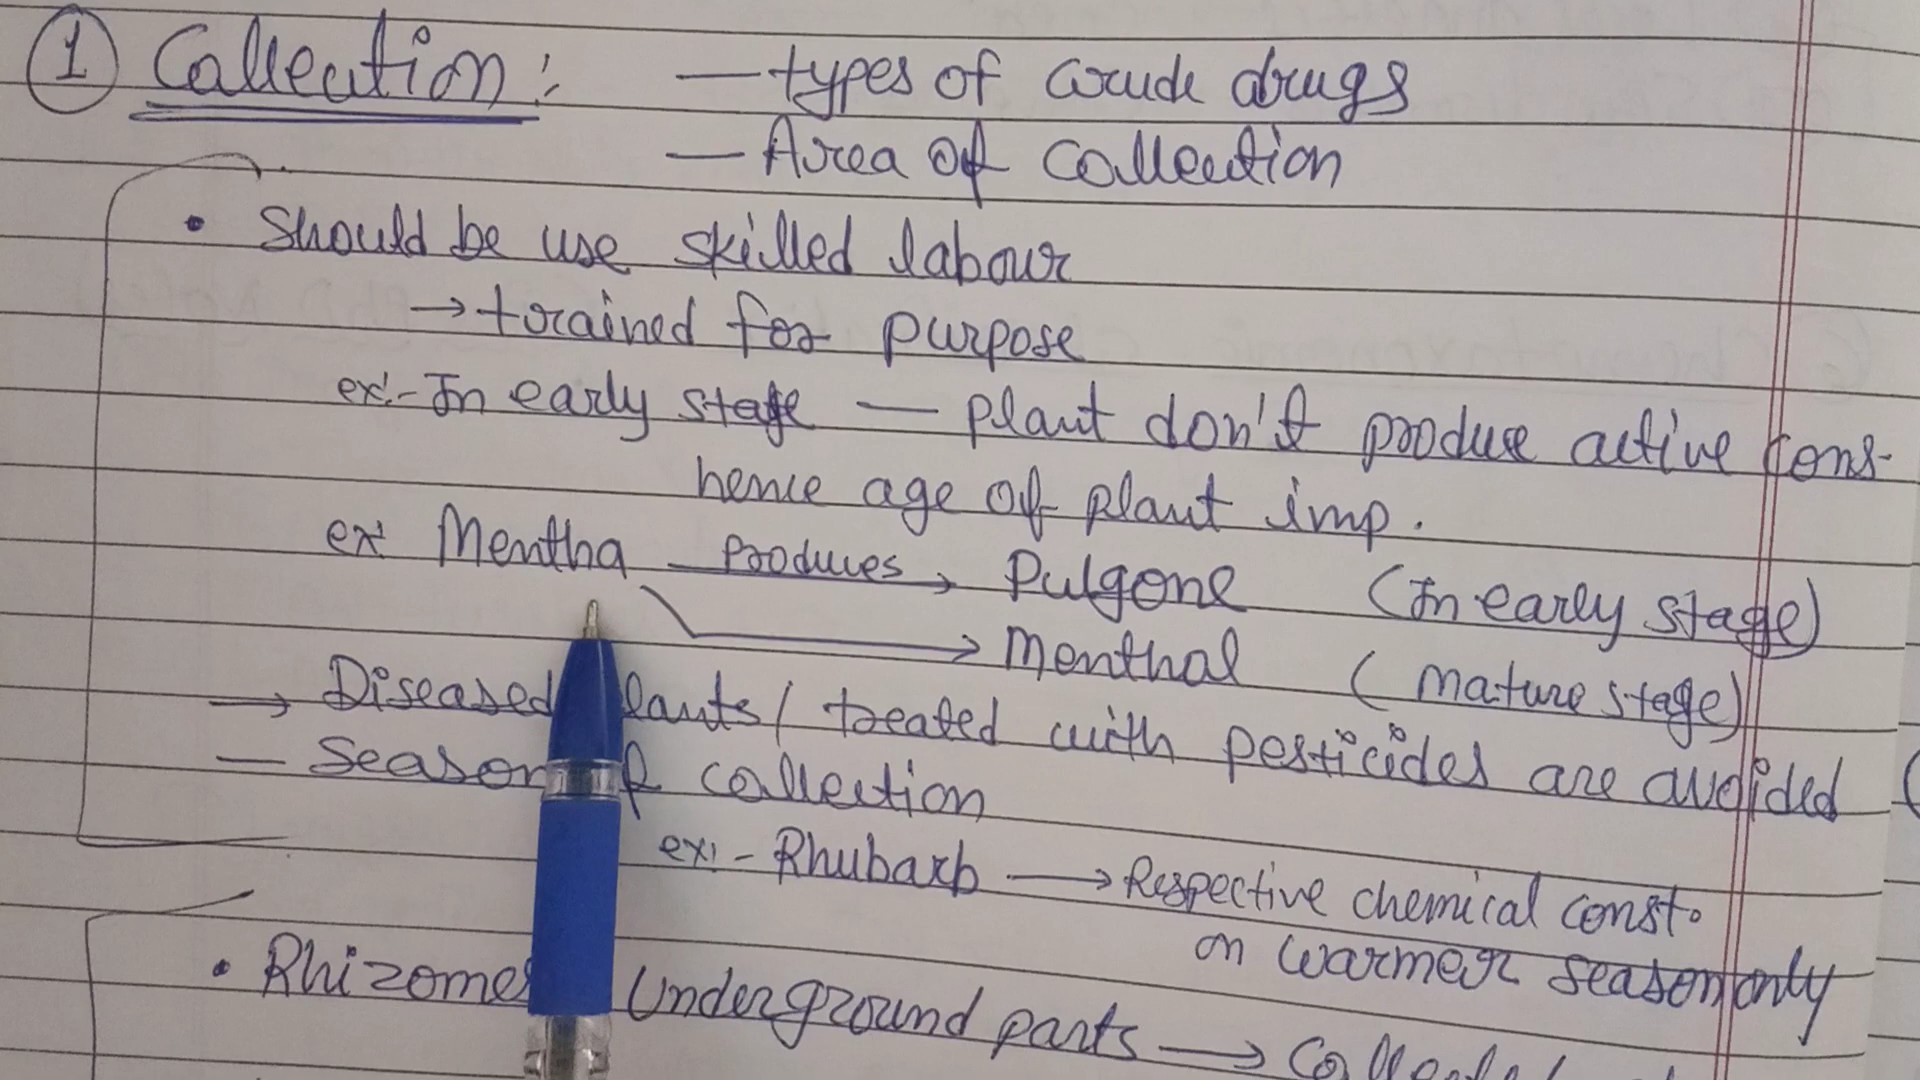 ① Collection :- — types of crude drugs
— Area of Collection
• Should be use skilled labour
→ trained for purpose
ex:- In early stage — plant don't produce active cons.
hence age of plant imp.
ex: Mentha produces → Pulgone (In early stage)
→ Menthal (mature stage)
→ Diseased lants / treated with pesticides are avoided
— Season f collection
ex:- Rhubarb → Respective chemical const.
on warmer season only
• Rhizomes Underground parts →